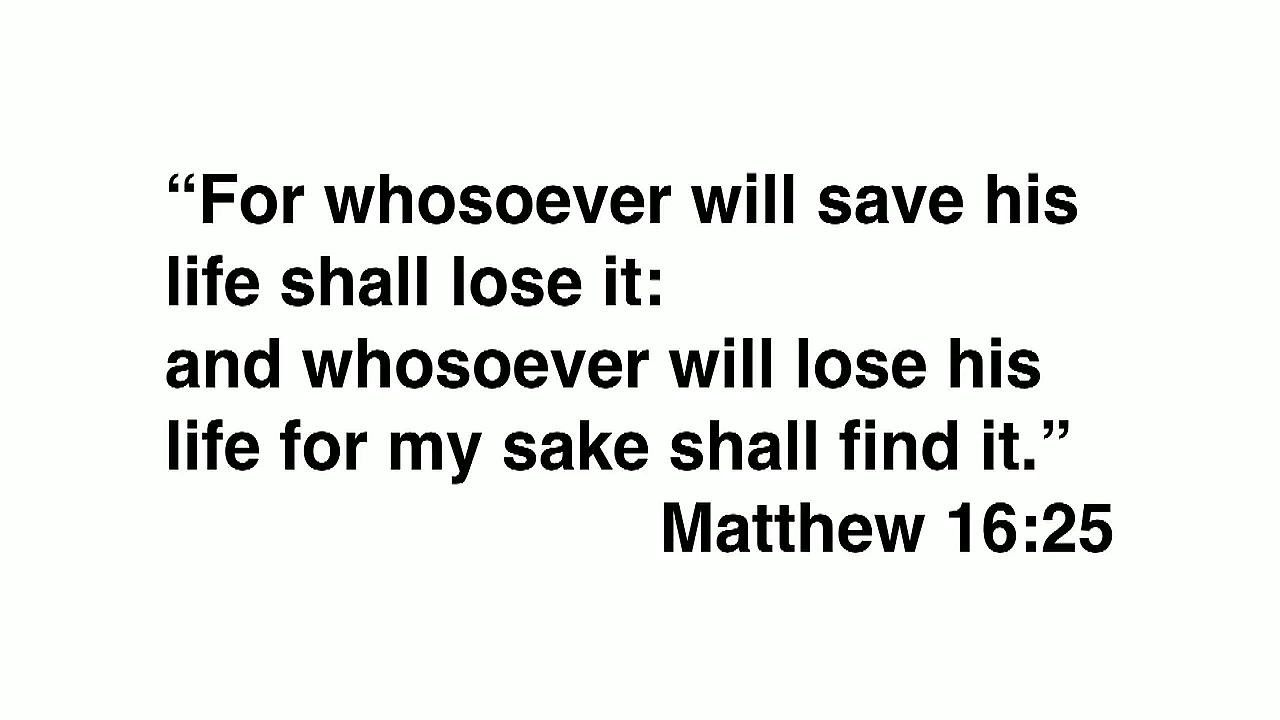 “For whosoever will save his
life shall lose it:
and whosoever will lose his
life for my sake shall find it.”
Matthew 16:25